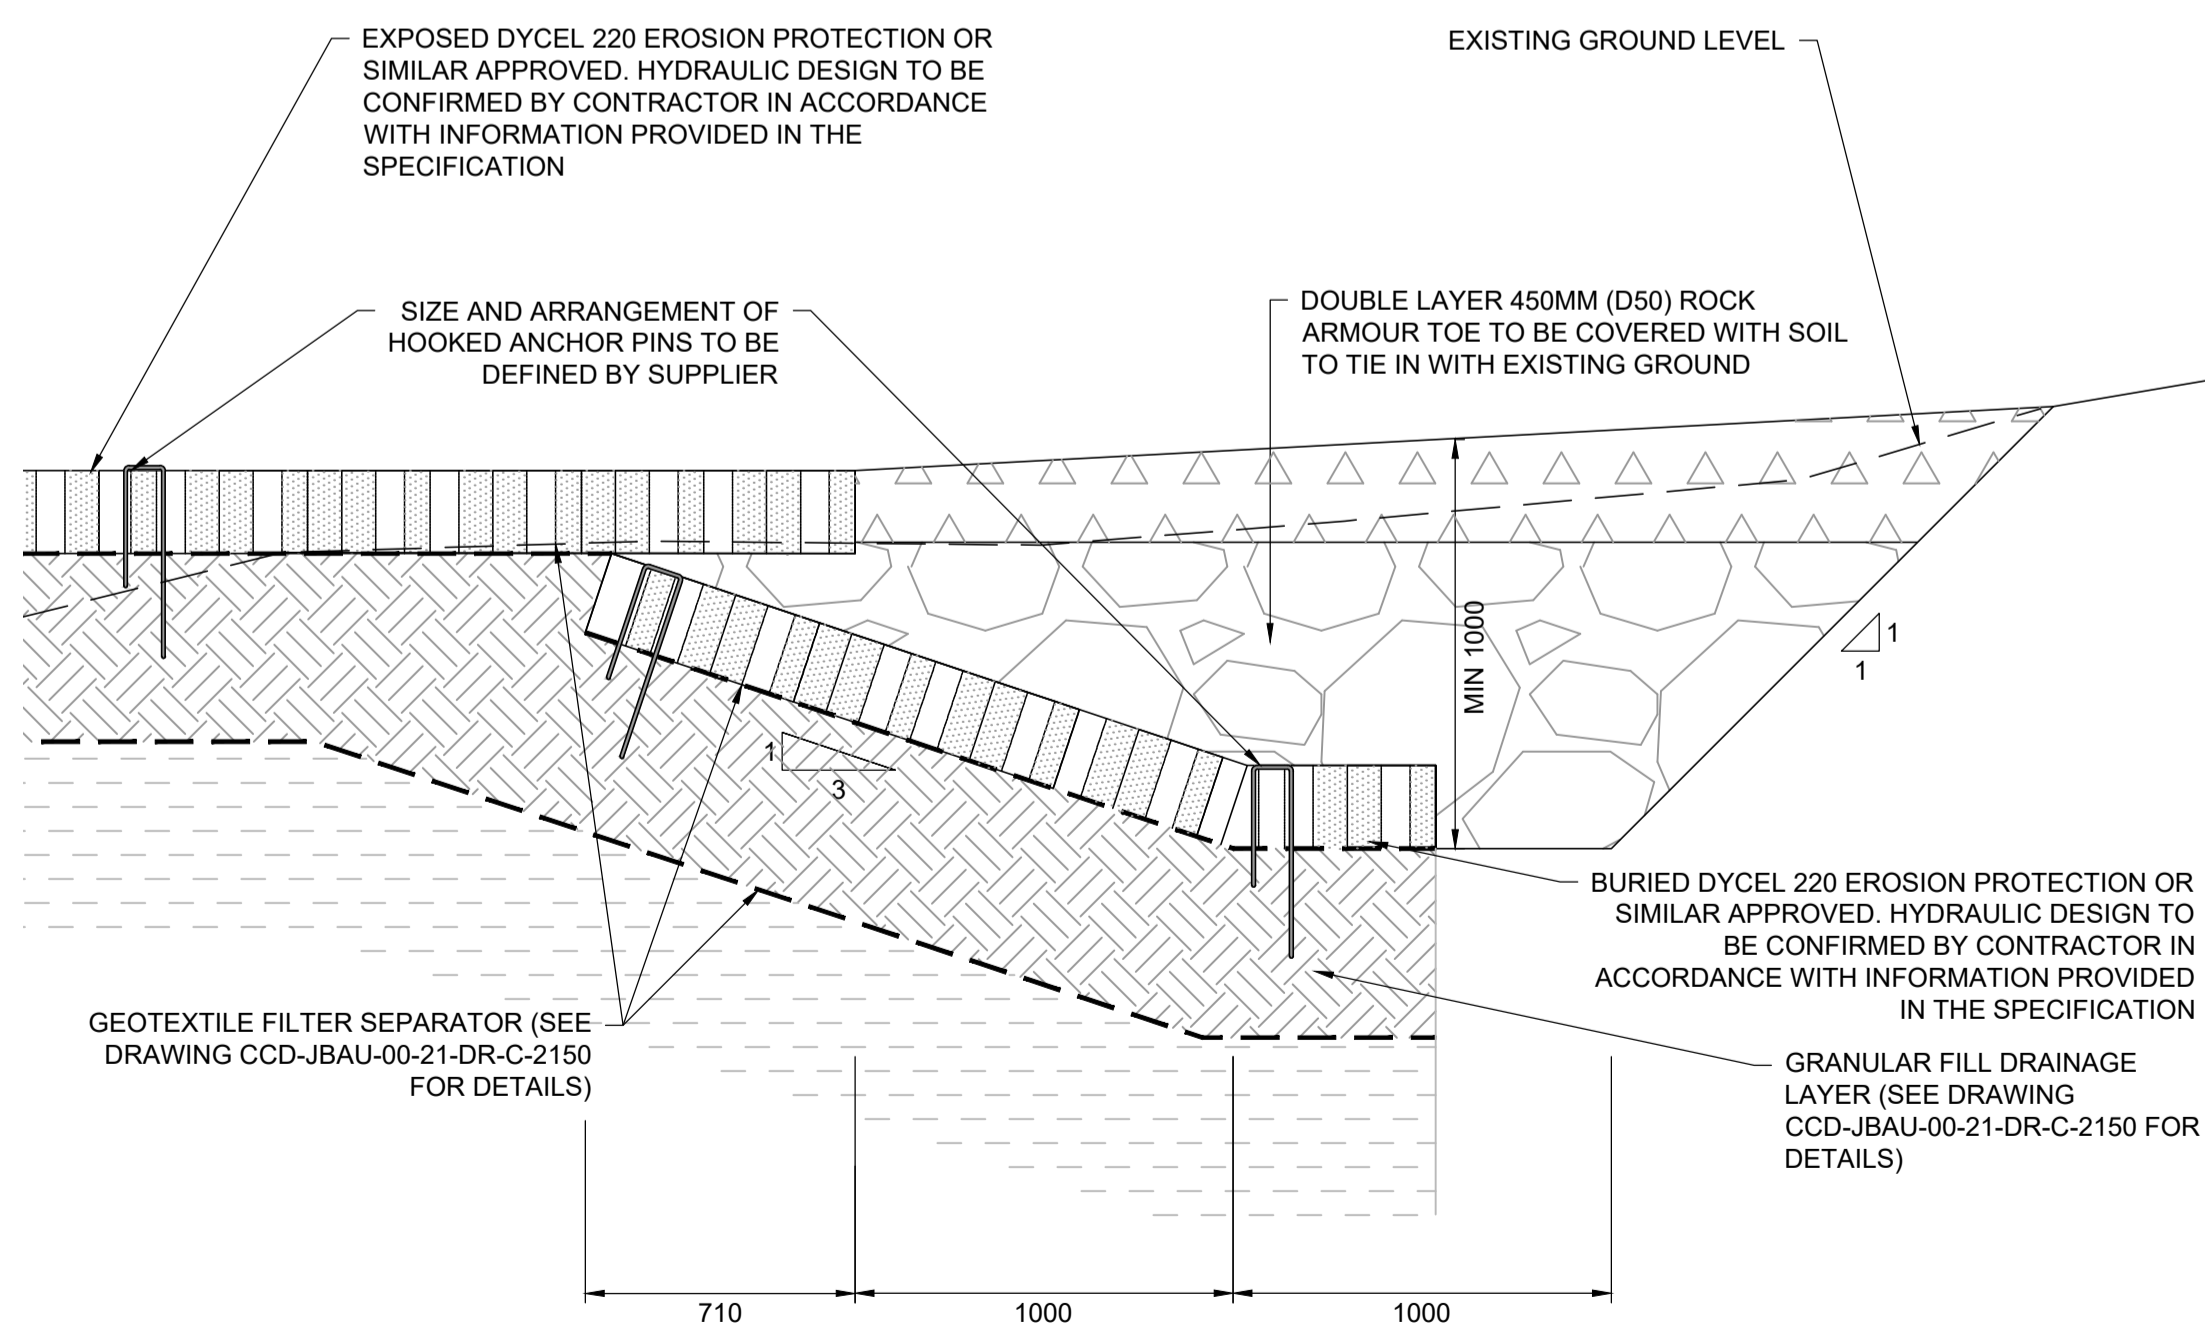 EXPOSED DYCEL 220 EROSION PROTECTION OR
SIMILAR APPROVED. HYDRAULIC DESIGN TO BE
CONFIRMED BY CONTRACTOR IN ACCORDANCE
WITH INFORMATION PROVIDED IN THE
SPECIFICATION
EXISTING GROUND LEVEL
SIZE AND ARRANGEMENT OF
HOOKED ANCHOR PINS TO BE
DEFINED BY SUPPLIER
DOUBLE LAYER 450MM (D50) ROCK
ARMOUR TOE TO BE COVERED WITH SOIL
TO TIE IN WITH EXISTING GROUND
MIN 1000
1
1
1
3
BURIED DYCEL 220 EROSION PROTECTION OR
SIMILAR APPROVED. HYDRAULIC DESIGN TO
BE CONFIRMED BY CONTRACTOR IN
ACCORDANCE WITH INFORMATION PROVIDED
IN THE SPECIFICATION
GEOTEXTILE FILTER SEPARATOR (SEE
DRAWING CCD-JBAU-00-21-DR-C-2150
FOR DETAILS)
GRANULAR FILL DRAINAGE
LAYER (SEE DRAWING
CCD-JBAU-00-21-DR-C-2150 FOR
DETAILS)
710
1000
1000